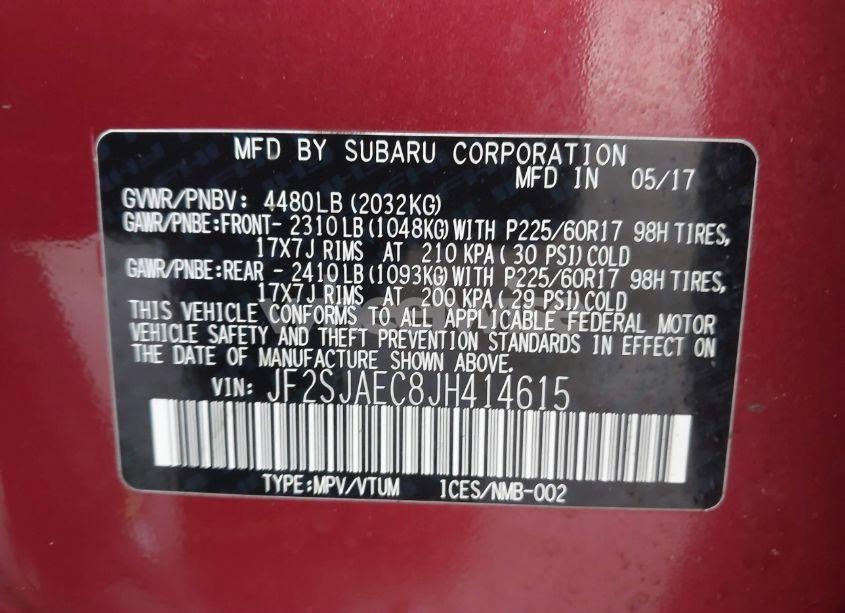 MFD BY SUBARU CORPORATION
MFD IN 05/17
GVWR/PNBV: 4480LB(2032KG)
GAWR/PNBE:FRONT- 2310LB(1048KG)WITH P225/60R17 98H TIRES,
17X7J RIMS AT 210 KPA( 30 PSI)COLD
GAWR/PNBE:REAR - 2410LB(1093KG)WITH P225/60R17 98H TIRES,
17X7J RIMS AT 200 KPA(29 PSI)COLD
THIS VEHICLE CONFORMS TO ALL APPLICABLE FEDERAL MOTOR
VEHICLE SAFETY AND THEFT PREVENTION STANDARDS IN EFFECT ON
THE DATE OF MANUFACTURE SHOWN ABOVE.
VIN: JF2SJAEC8JH414615
TYPE:MPV/VTUM ICES/NMB-002